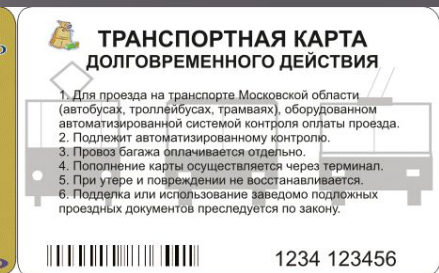 ТРАНСПОРТНАЯ КАРТА
ДОЛГОВРЕМЕННОГО ДЕЙСТВИЯ
1. Для проезда на транспорте Московской области
(автобусах, троллейбусах, трамваях), оборудованном
автоматизированной системой контроля оплаты проезда.
2. Подлежит автоматизированному контролю.
3. Провоз багажа оплачивается отдельно.
4. Пополнение карты осуществляется через терминал.
5. При утере и повреждении не восстанавливается.
6. Подделка или использование заведомо подложных
проездных документов преследуется по закону.
1234 123456